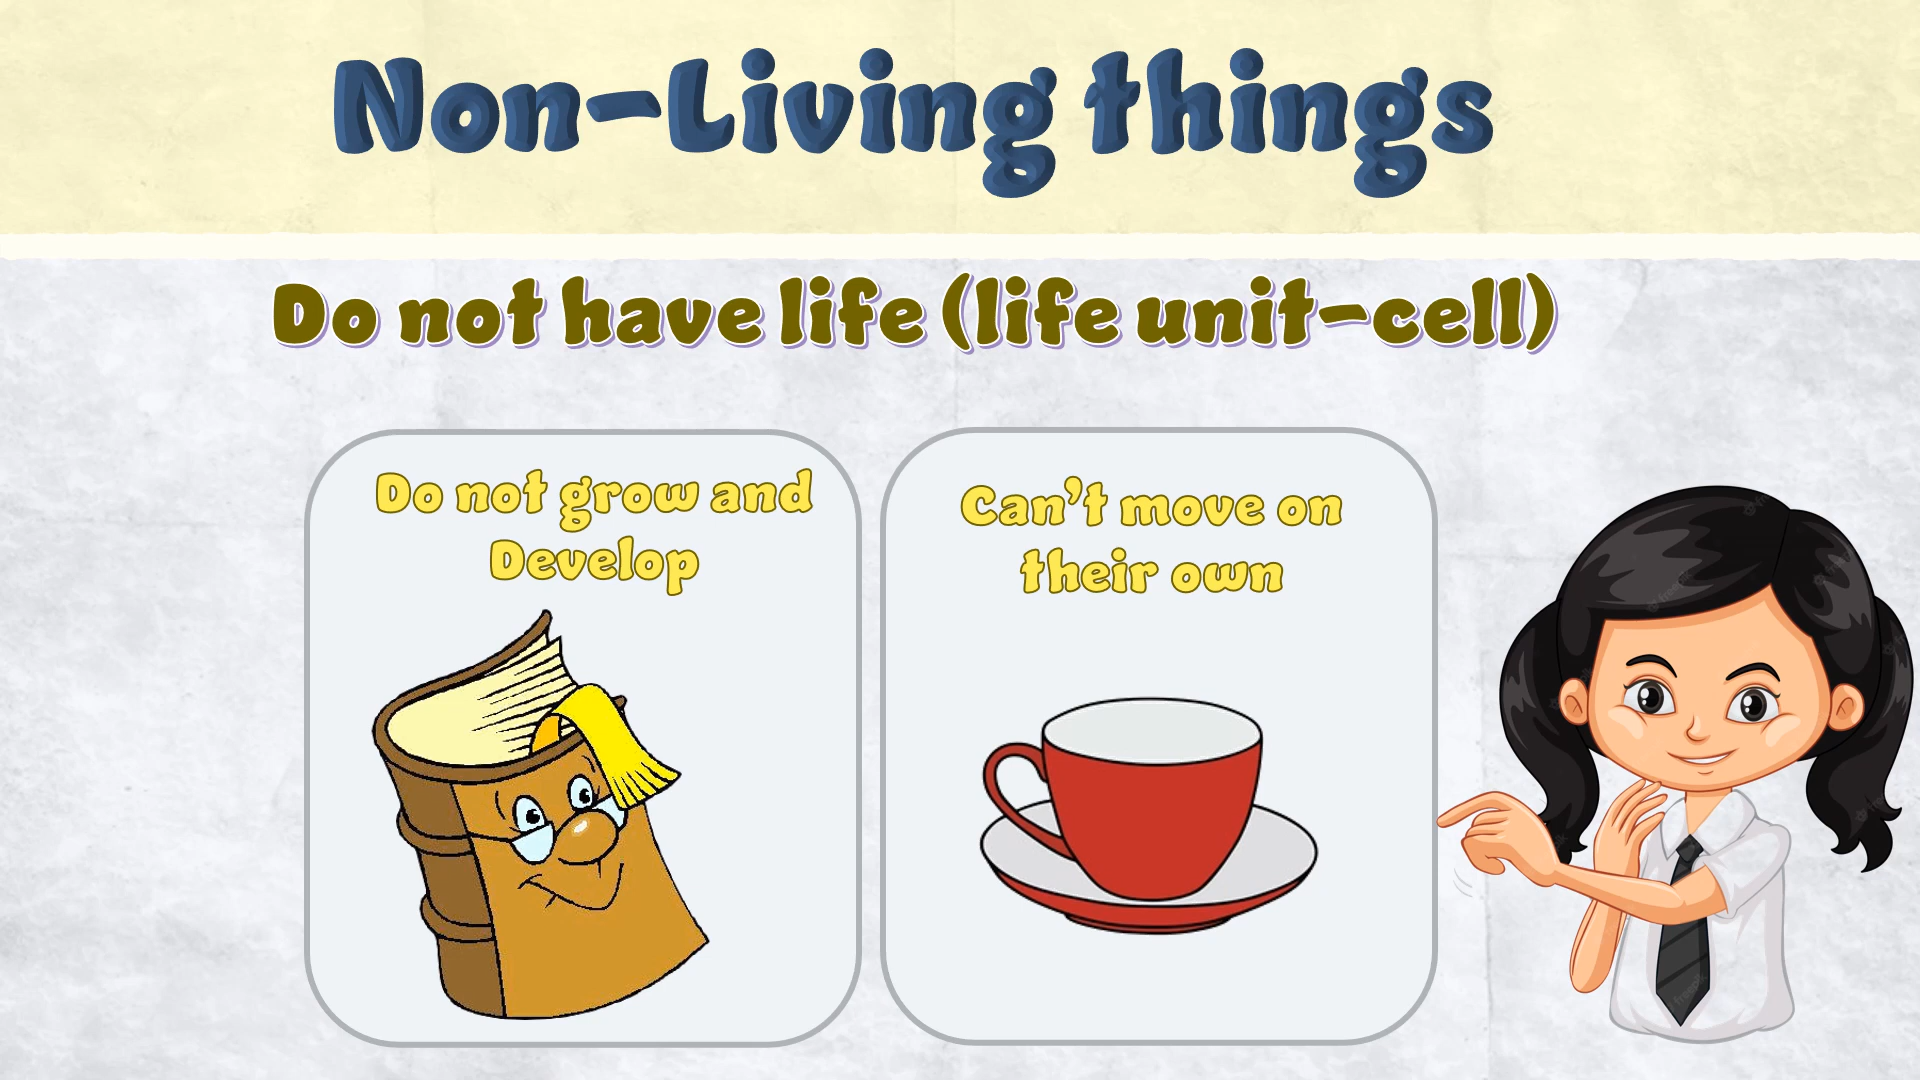 Non-Living things
Do not have life (life unit-cell)
Do not grow and
Develop
Can't move on
their own